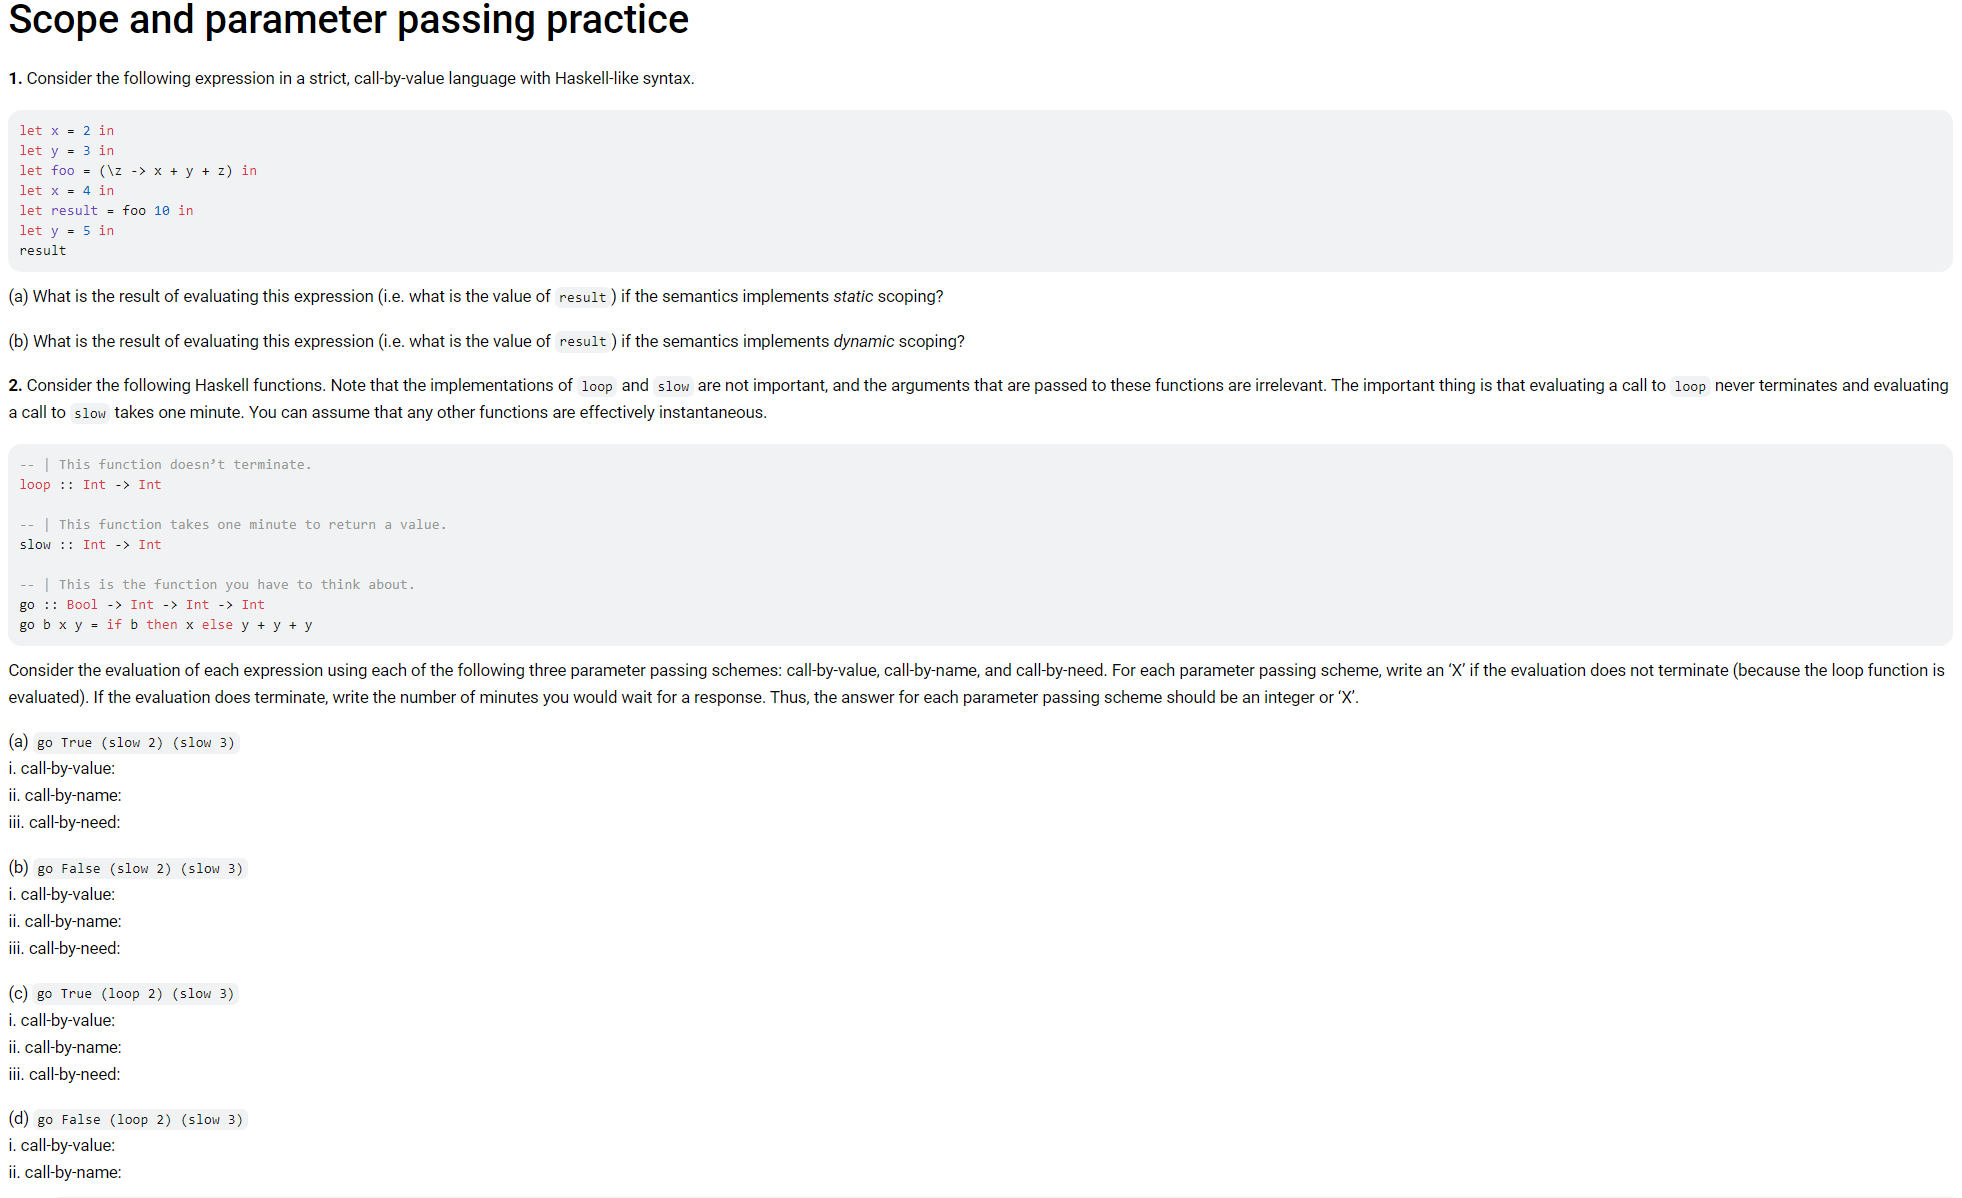 Scope and parameter passing practice
1. Consider the following expression in a strict, call-by-value language with Haskell-like syntax.
let x = 2 in
let y = 3 in
let foo = (\z -> x + y + z) in
let x = 4 in
let result = foo 10 in
let y = 5 in
result
(a) What is the result of evaluating this expression (i.e. what is the value of result ) if the semantics implements static scoping?
(b) What is the result of evaluating this expression (i.e. what is the value of result ) if the semantics implements dynamic scoping?
2. Consider the following Haskell functions. Note that the implementations of loop and slow are not important, and the arguments that are passed to these functions are irrelevant. The important thing is that evaluating a call to loop never terminates and evaluating
a call to slow takes one minute. You can assume that any other functions are effectively instantaneous.
-- | This function doesn’t terminate.
loop :: Int -> Int
-- | This function takes one minute to return a value.
slow :: Int -> Int
-- | This is the function you have to think about.
go :: Bool -> Int -> Int -> Int
go b x y = if b then x else y + y + y
Consider the evaluation of each expression using each of the following three parameter passing schemes: call-by-value, call-by-name, and call-by-need. For each parameter passing scheme, write an ‘X’ if the evaluation does not terminate (because the loop function is
evaluated). If the evaluation does terminate, write the number of minutes you would wait for a response. Thus, the answer for each parameter passing scheme should be an integer or ‘X’.
(a) go True (slow 2) (slow 3)
i. call-by-value:
ii. call-by-name:
iii. call-by-need:
(b) go False (slow 2) (slow 3)
i. call-by-value:
ii. call-by-name:
iii. call-by-need:
(c) go True (loop 2) (slow 3)
i. call-by-value:
ii. call-by-name:
iii. call-by-need:
(d) go False (loop 2) (slow 3)
i. call-by-value:
ii. call-by-name: